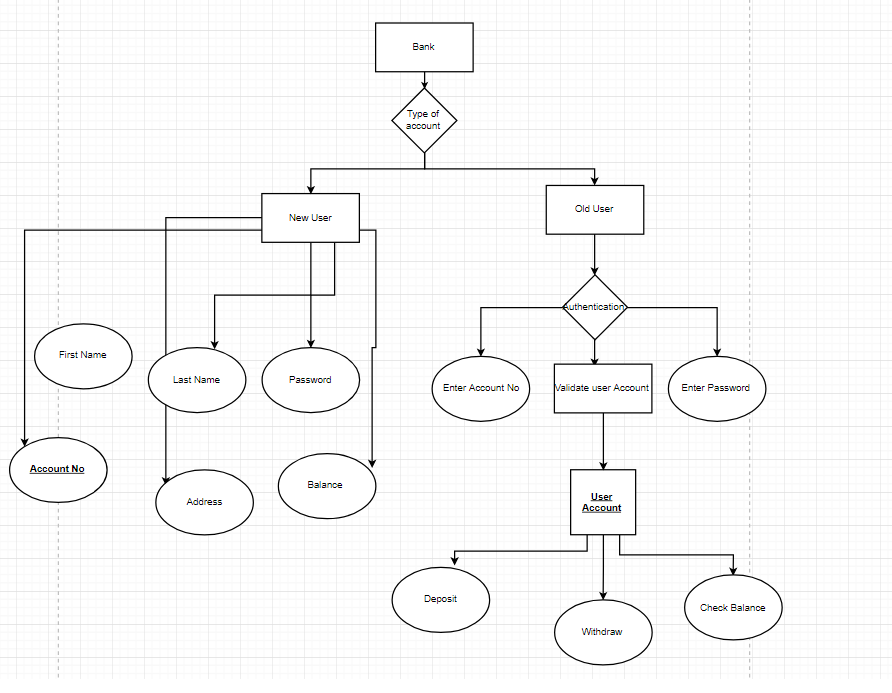 Bank
Type of
account
New User
Old User
Authentication
First Name
Last Name
Password
Enter Account No
Validate user Account
Enter Password
Account No
Address
Balance
User
Account
Deposit
Withdraw
Check Balance